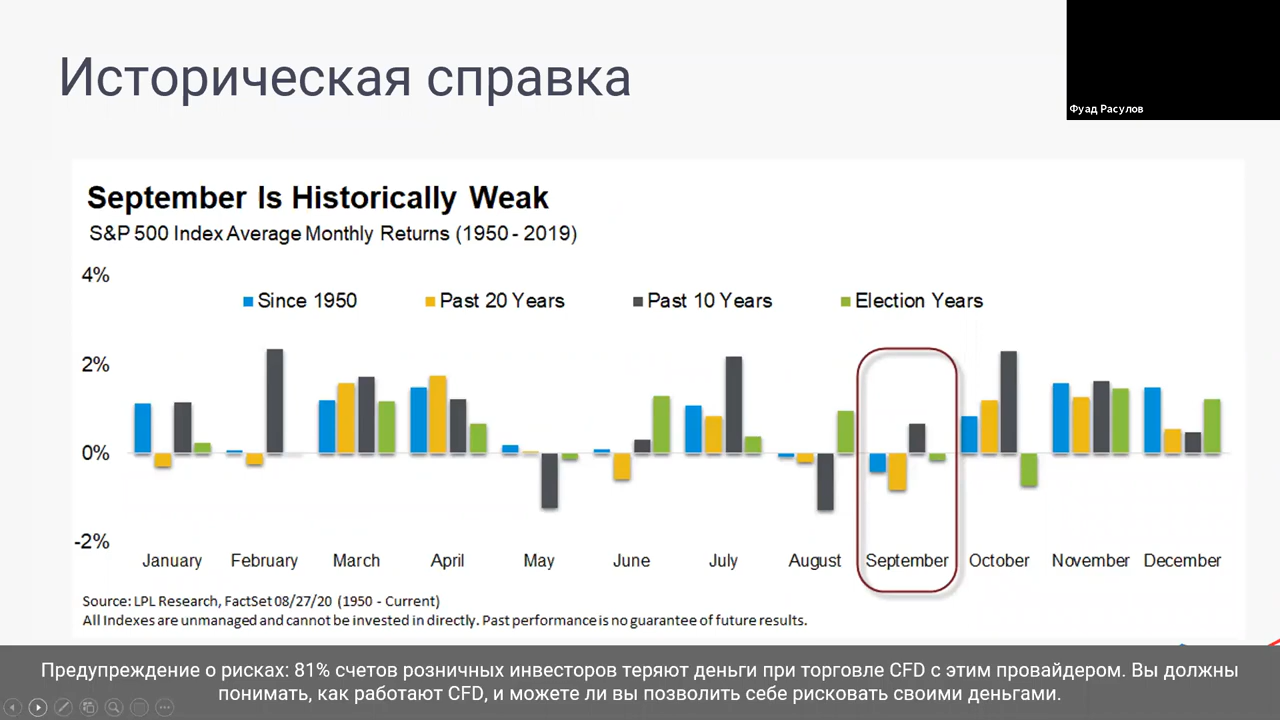 Историческая справка
Фуад Расулов
September Is Historically Weak
S&P 500 Index Average Monthly Returns (1950 - 2019)
4%
Since 1950 Past 20 Years Past 10 Years Election Years
2%
0%
-2%
January February March April May June July August September October November December
Source: LPL Research, FactSet 08/27/20 (1950 - Current)
All Indexes are unmanaged and cannot be invested in directly. Past performance is no guarantee of future results.
Предупреждение о рисках: 81% счетов розничных инвесторов теряют деньги при торговле CFD с этим провайдером. Вы должны
понимать, как работают CFD, и можете ли вы позволить себе рисковать своими деньгами.